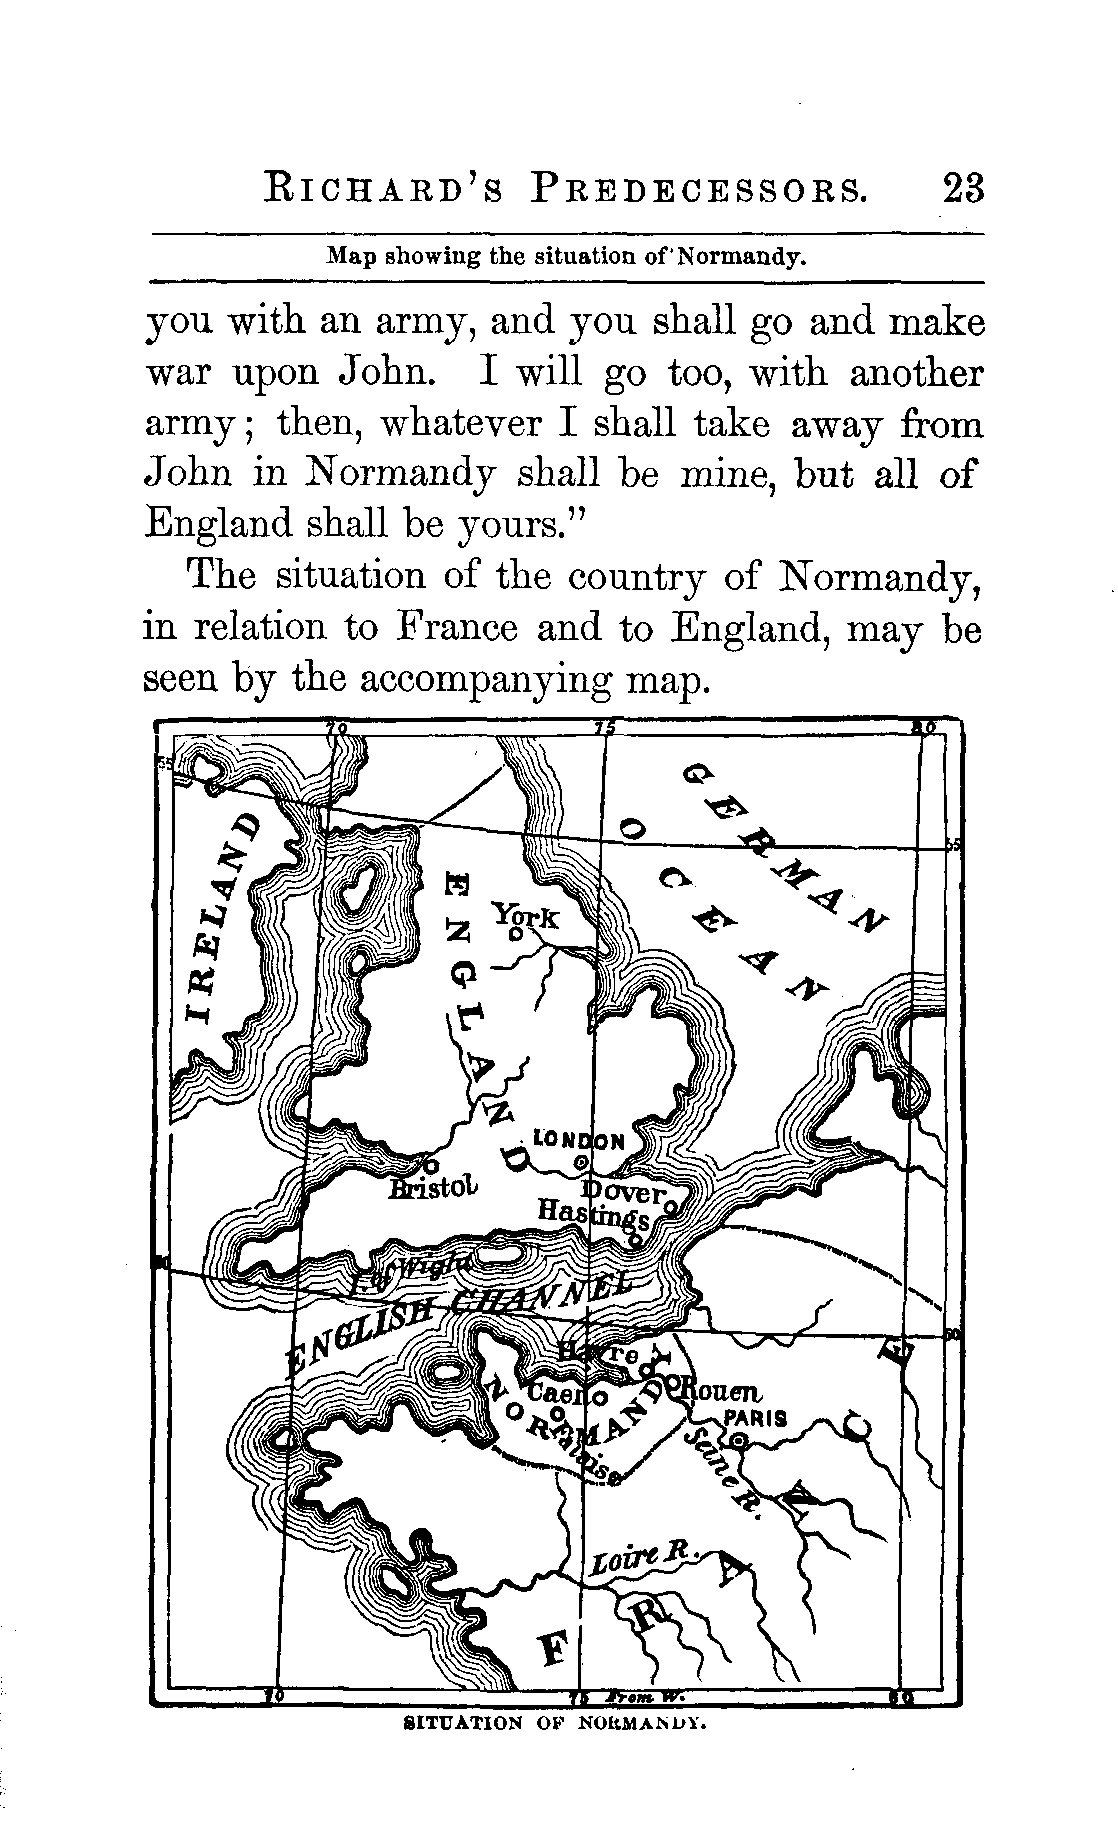 RICHARD'S PREDECESSORS. 23
Map showing the situation of Normandy.
you with an army, and you shall go and make
war upon John. I will go too, with another
army; then, whatever I shall take away from
John in Normandy shall be mine, but all of
England shall be yours."
The situation of the country of Normandy,
in relation to France and to England, may be
seen by the accompanying map.
70 75 80
55
GERMAN
OCEAN
55
IRELAND
ENGLAND
York
LONDON
Bristol
Dover
Hastings
I. of Wight
50
ENGLISH CHANNEL
50
Havre
Caen
Rouen
NORMANDY
Falaise
PARIS
Seine R.
Loire R.
FRANCE
70 75 From W. 80
SITUATION OF NORMANDY.